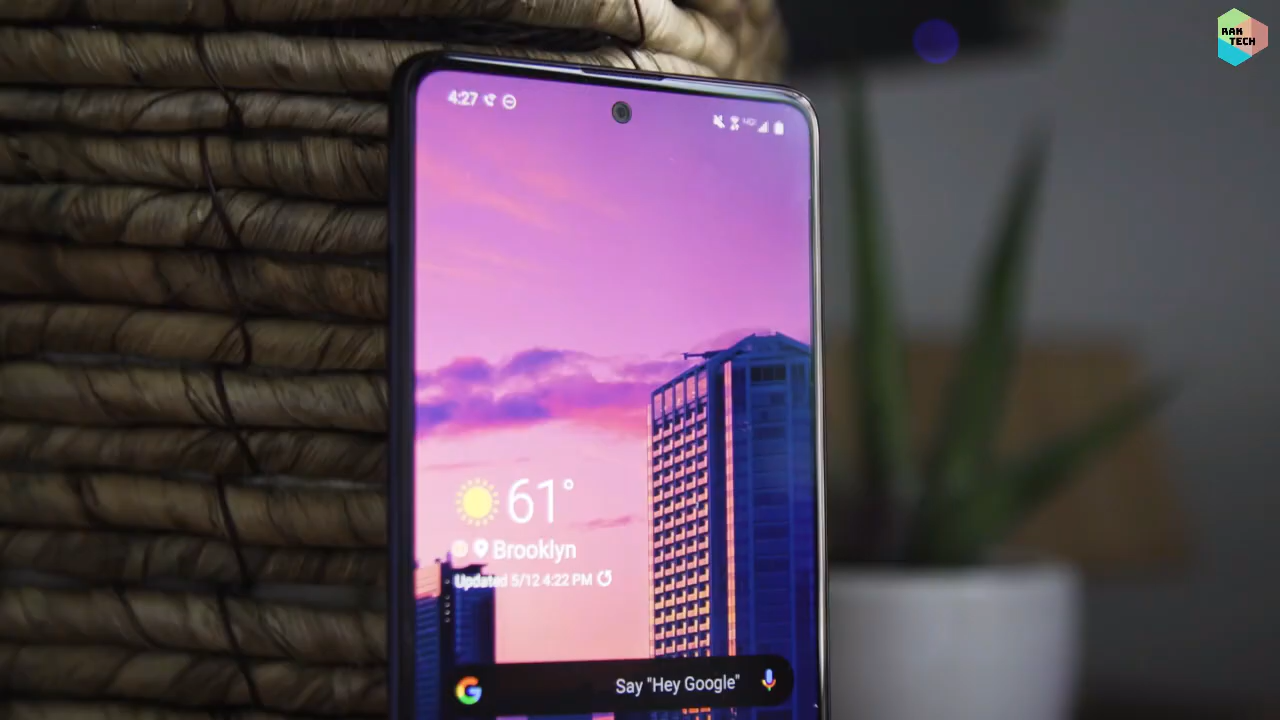 RAK
TECH
4:27
61°
Brooklyn
Updated 5/12 4:22 PM
Say "Hey Google"